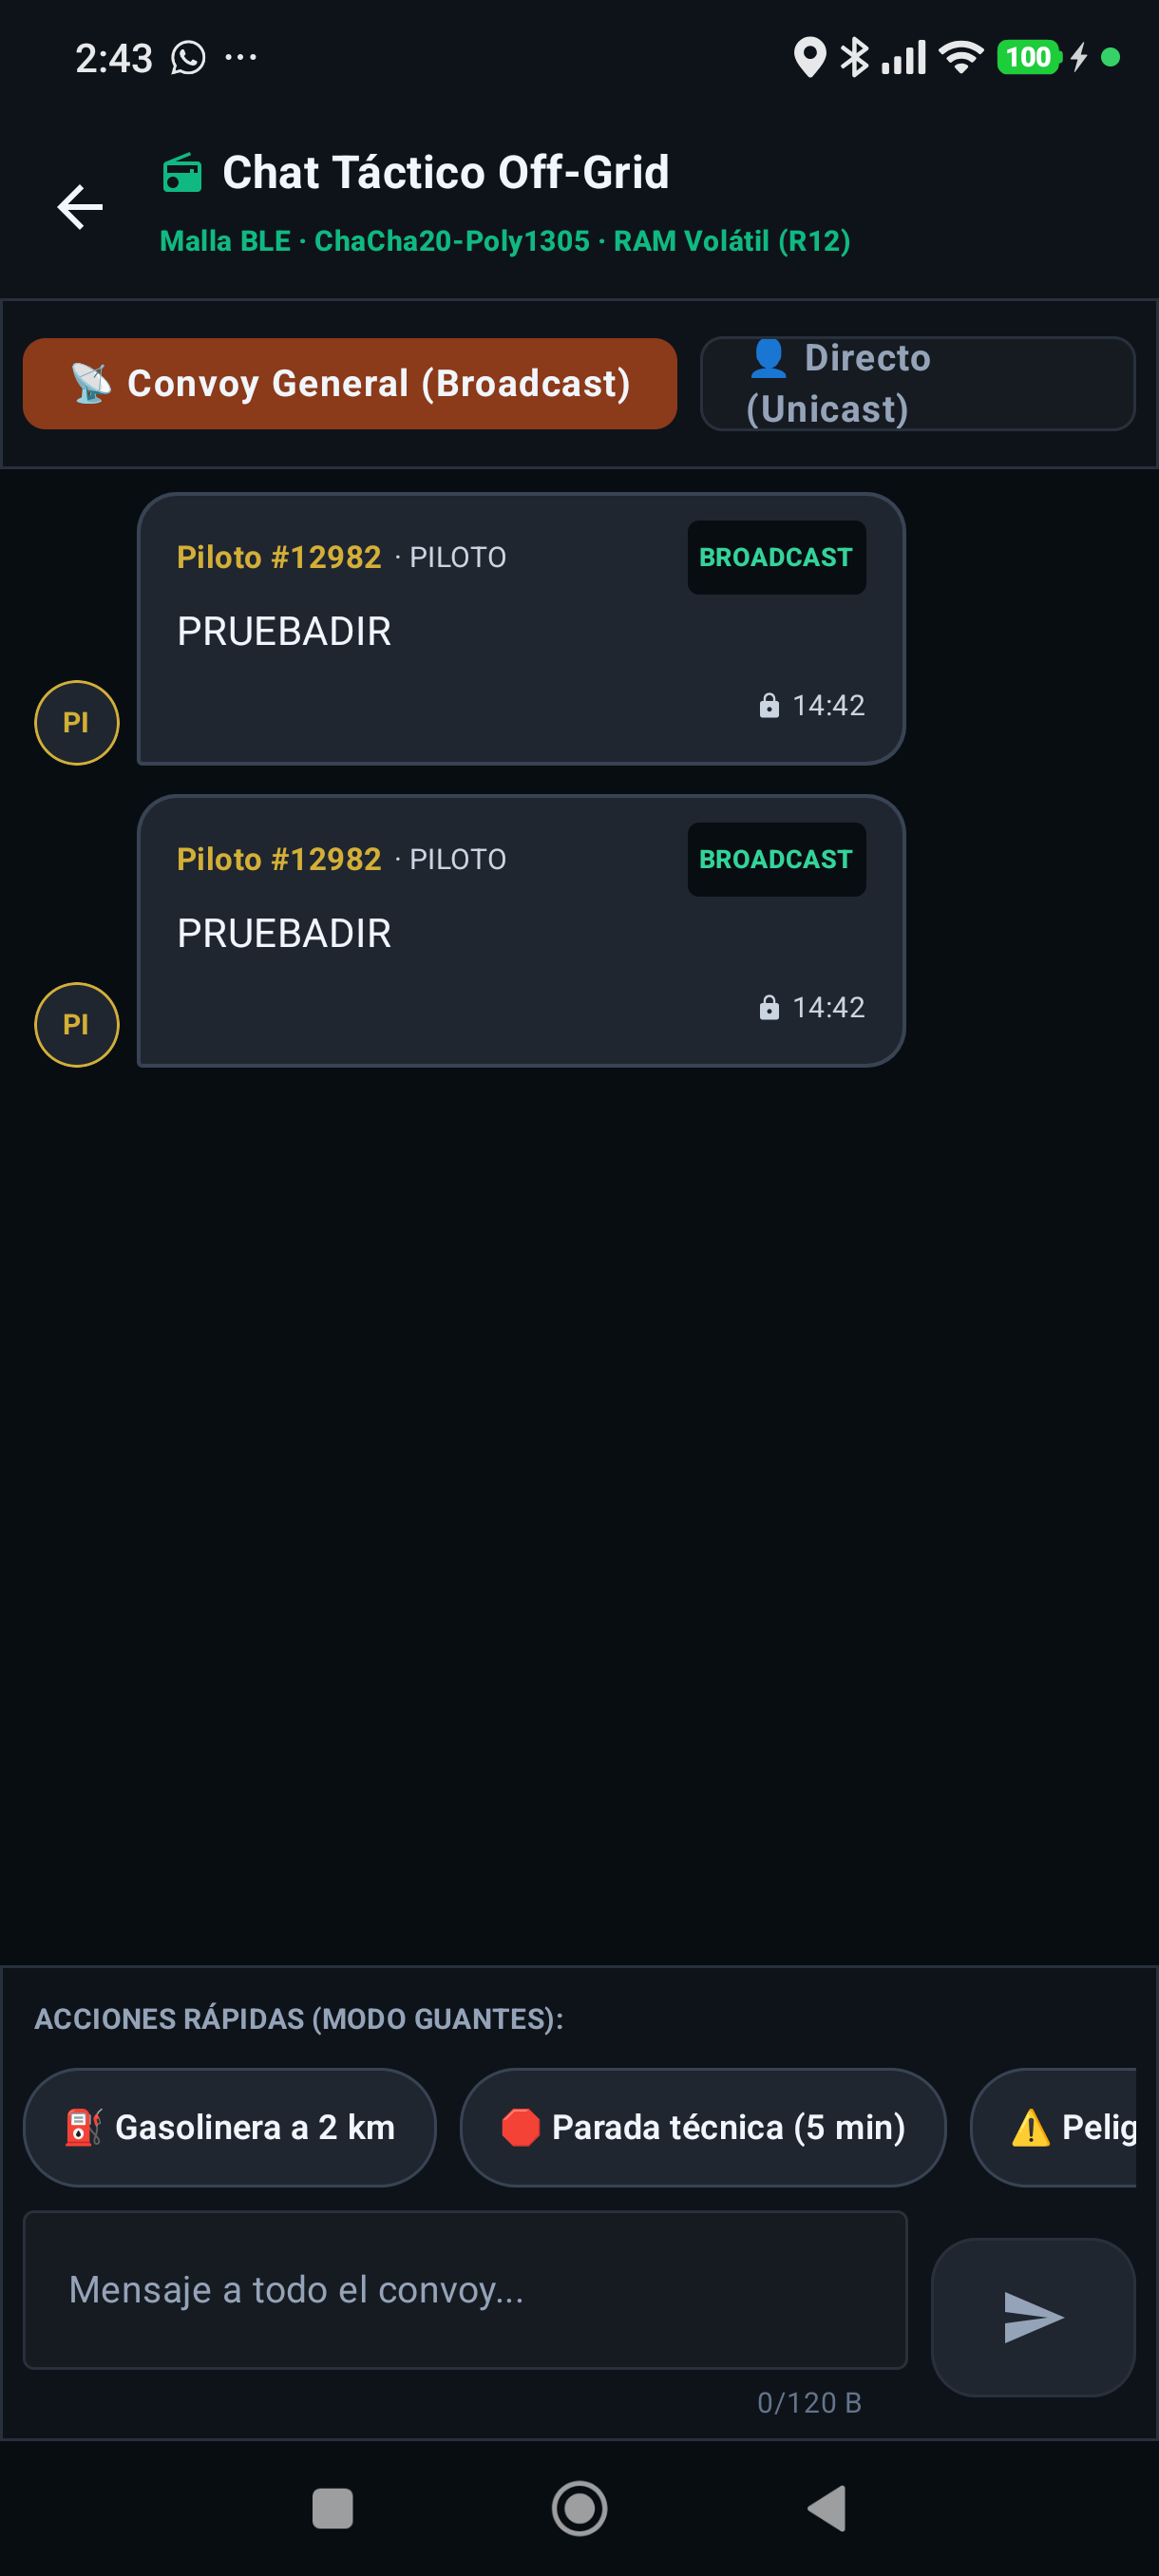 2:43
100
Chat Táctico Off-Grid
Malla BLE · ChaCha20-Poly1305 · RAM Volátil (R12)
Convoy General (Broadcast)
Directo
(Unicast)
Piloto #12982 · PILOTO
BROADCAST
PRUEBADIR
14:42
PI
Piloto #12982 · PILOTO
BROADCAST
PRUEBADIR
14:42
PI
ACCIONES RÁPIDAS (MODO GUANTES):
Gasolinera a 2 km
Parada técnica (5 min)
Pelig
Mensaje a todo el convoy...
0/120 B